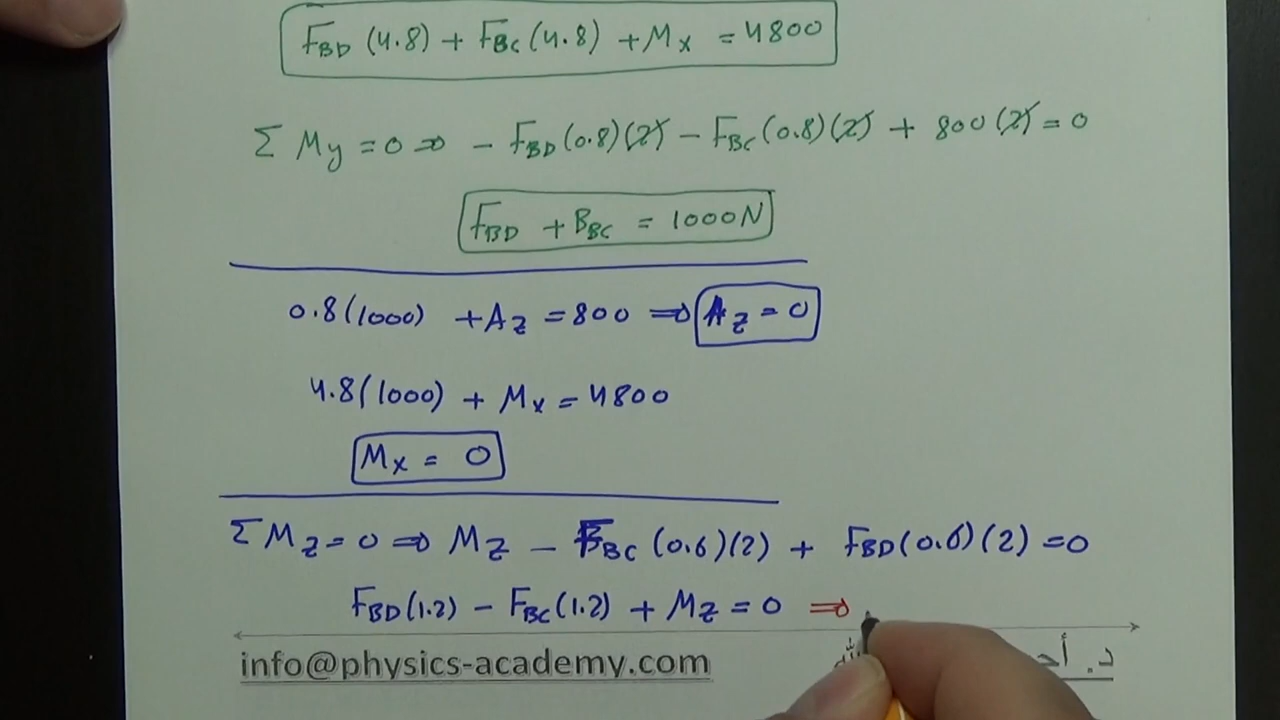 F_BD (4.8) + F_BC (4.8) + M_x = 4800
Σ M_y = 0 ⇒ - F_BD (0.8)(2) - F_BC (0.8)(2) + 800 (2) = 0
F_BD + B_BC = 1000 N
0.8(1000) + A_z = 800 ⇒ A_z = 0
4.8(1000) + M_x = 4800
M_x = 0
Σ M_z = 0 ⇒ M_z - F_BC (0.6)(2) + F_BD (0.6)(2) = 0
F_BD (1.2) - F_BC (1.2) + M_z = 0 ⇒
info@physics-academy.com
د.